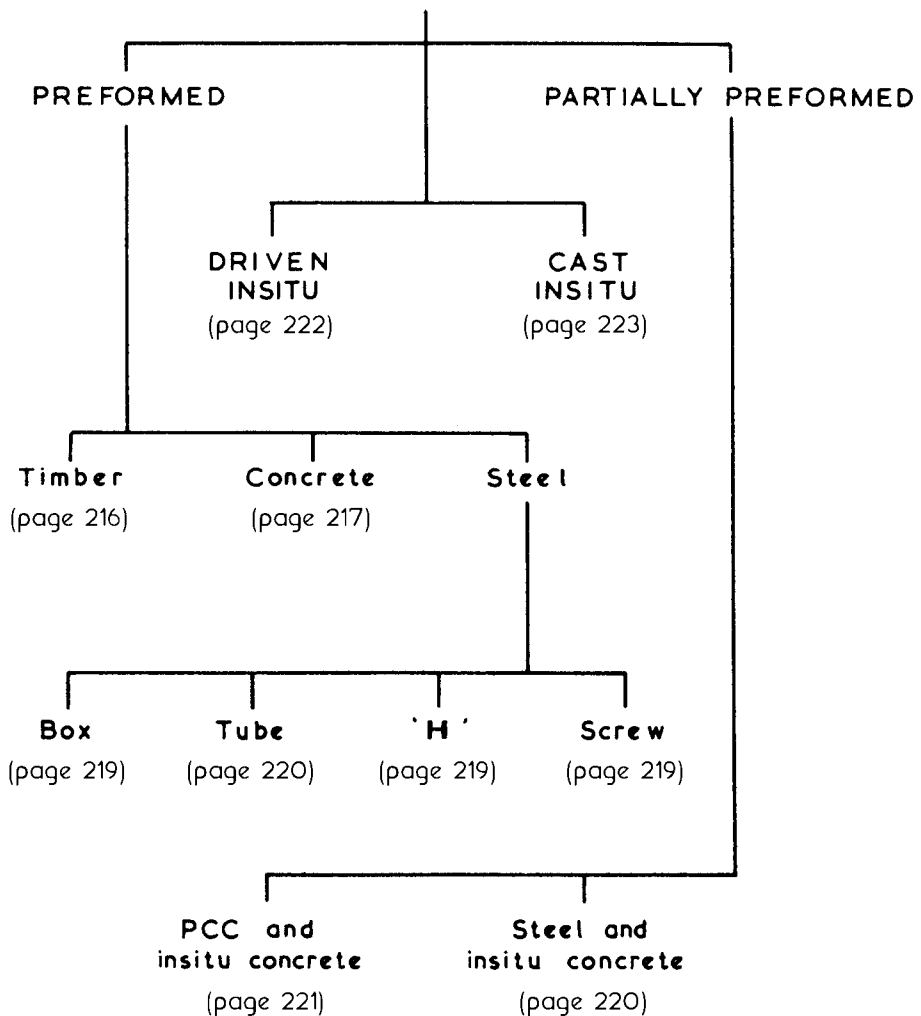 PREFORMED
PARTIALLY PREFORMED
DRIVEN
INSITU
(page 222)
CAST
INSITU
(page 223)
Timber
(page 216)
Concrete
(page 217)
Steel
Box
(page 219)
Tube
(page 220)
'H'
(page 219)
Screw
(page 219)
PCC and
insitu concrete
(page 221)
Steel and
insitu concrete
(page 220)